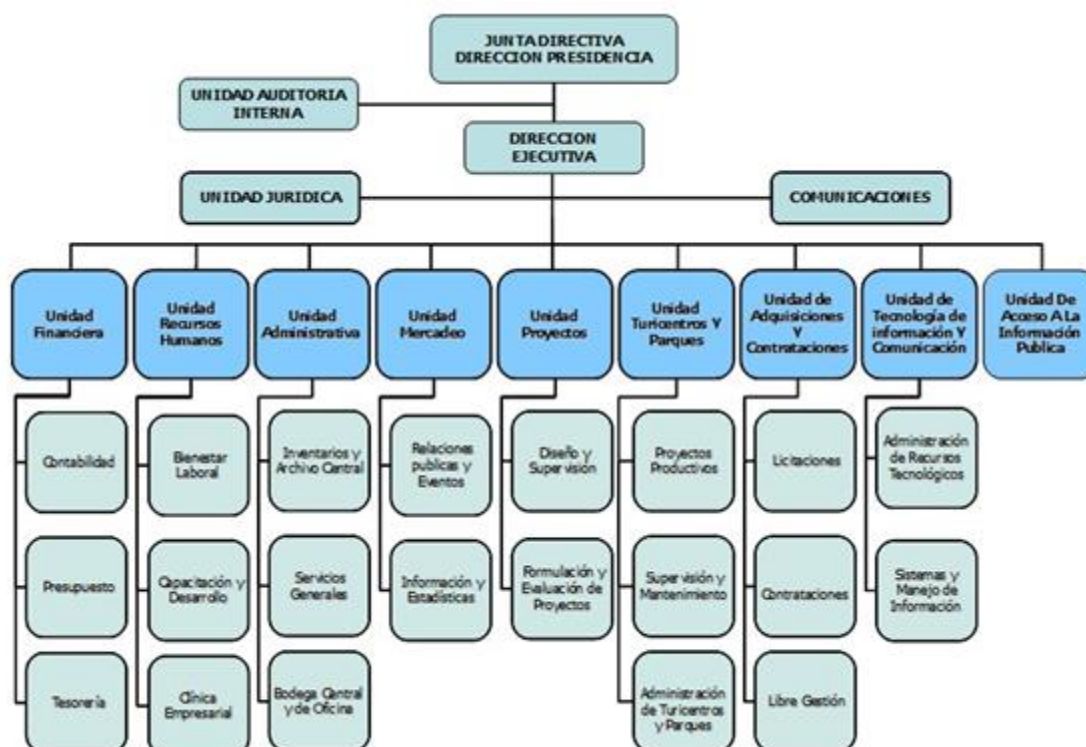 JUNTA DIRECTIVA
DIRECCION PRESIDENCIA
UNIDAD AUDITORIA
INTERNA
DIRECCION
EJECUTIVA
UNIDAD JURIDICA
COMUNICACIONES
Unidad
Financiera
Unidad
Recursos
Humanos
Unidad
Administrativa
Unidad
Mercadeo
Unidad
Proyectos
Unidad
Turicentros Y
Parques
Unidad de
Adquisiciones
Y
Contrataciones
Unidad de
Tecnología de
información Y
Comunicación
Unidad De
Acceso A La
Información
Publica
Contabilidad
Bienestar
Laboral
Inventarios y
Archivo Central
Relaciones
publicas y
Eventos
Diseño y
Supervisión
Proyectos
Productivos
Licitaciones
Administración
de Recursos
Tecnológicos
Presupuesto
Capacitación y
Desarrollo
Servicios
Generales
Información y
Estadísticas
Formulación y
Evaluación de
Proyectos
Supervisión y
Mantenimiento
Contrataciones
Sistemas y
Manejo de
Información
Tesorería
Clínica
Empresarial
Bodega Central
y de Oficina
Administración
de Turicentros
y Parques
Libre Gestión